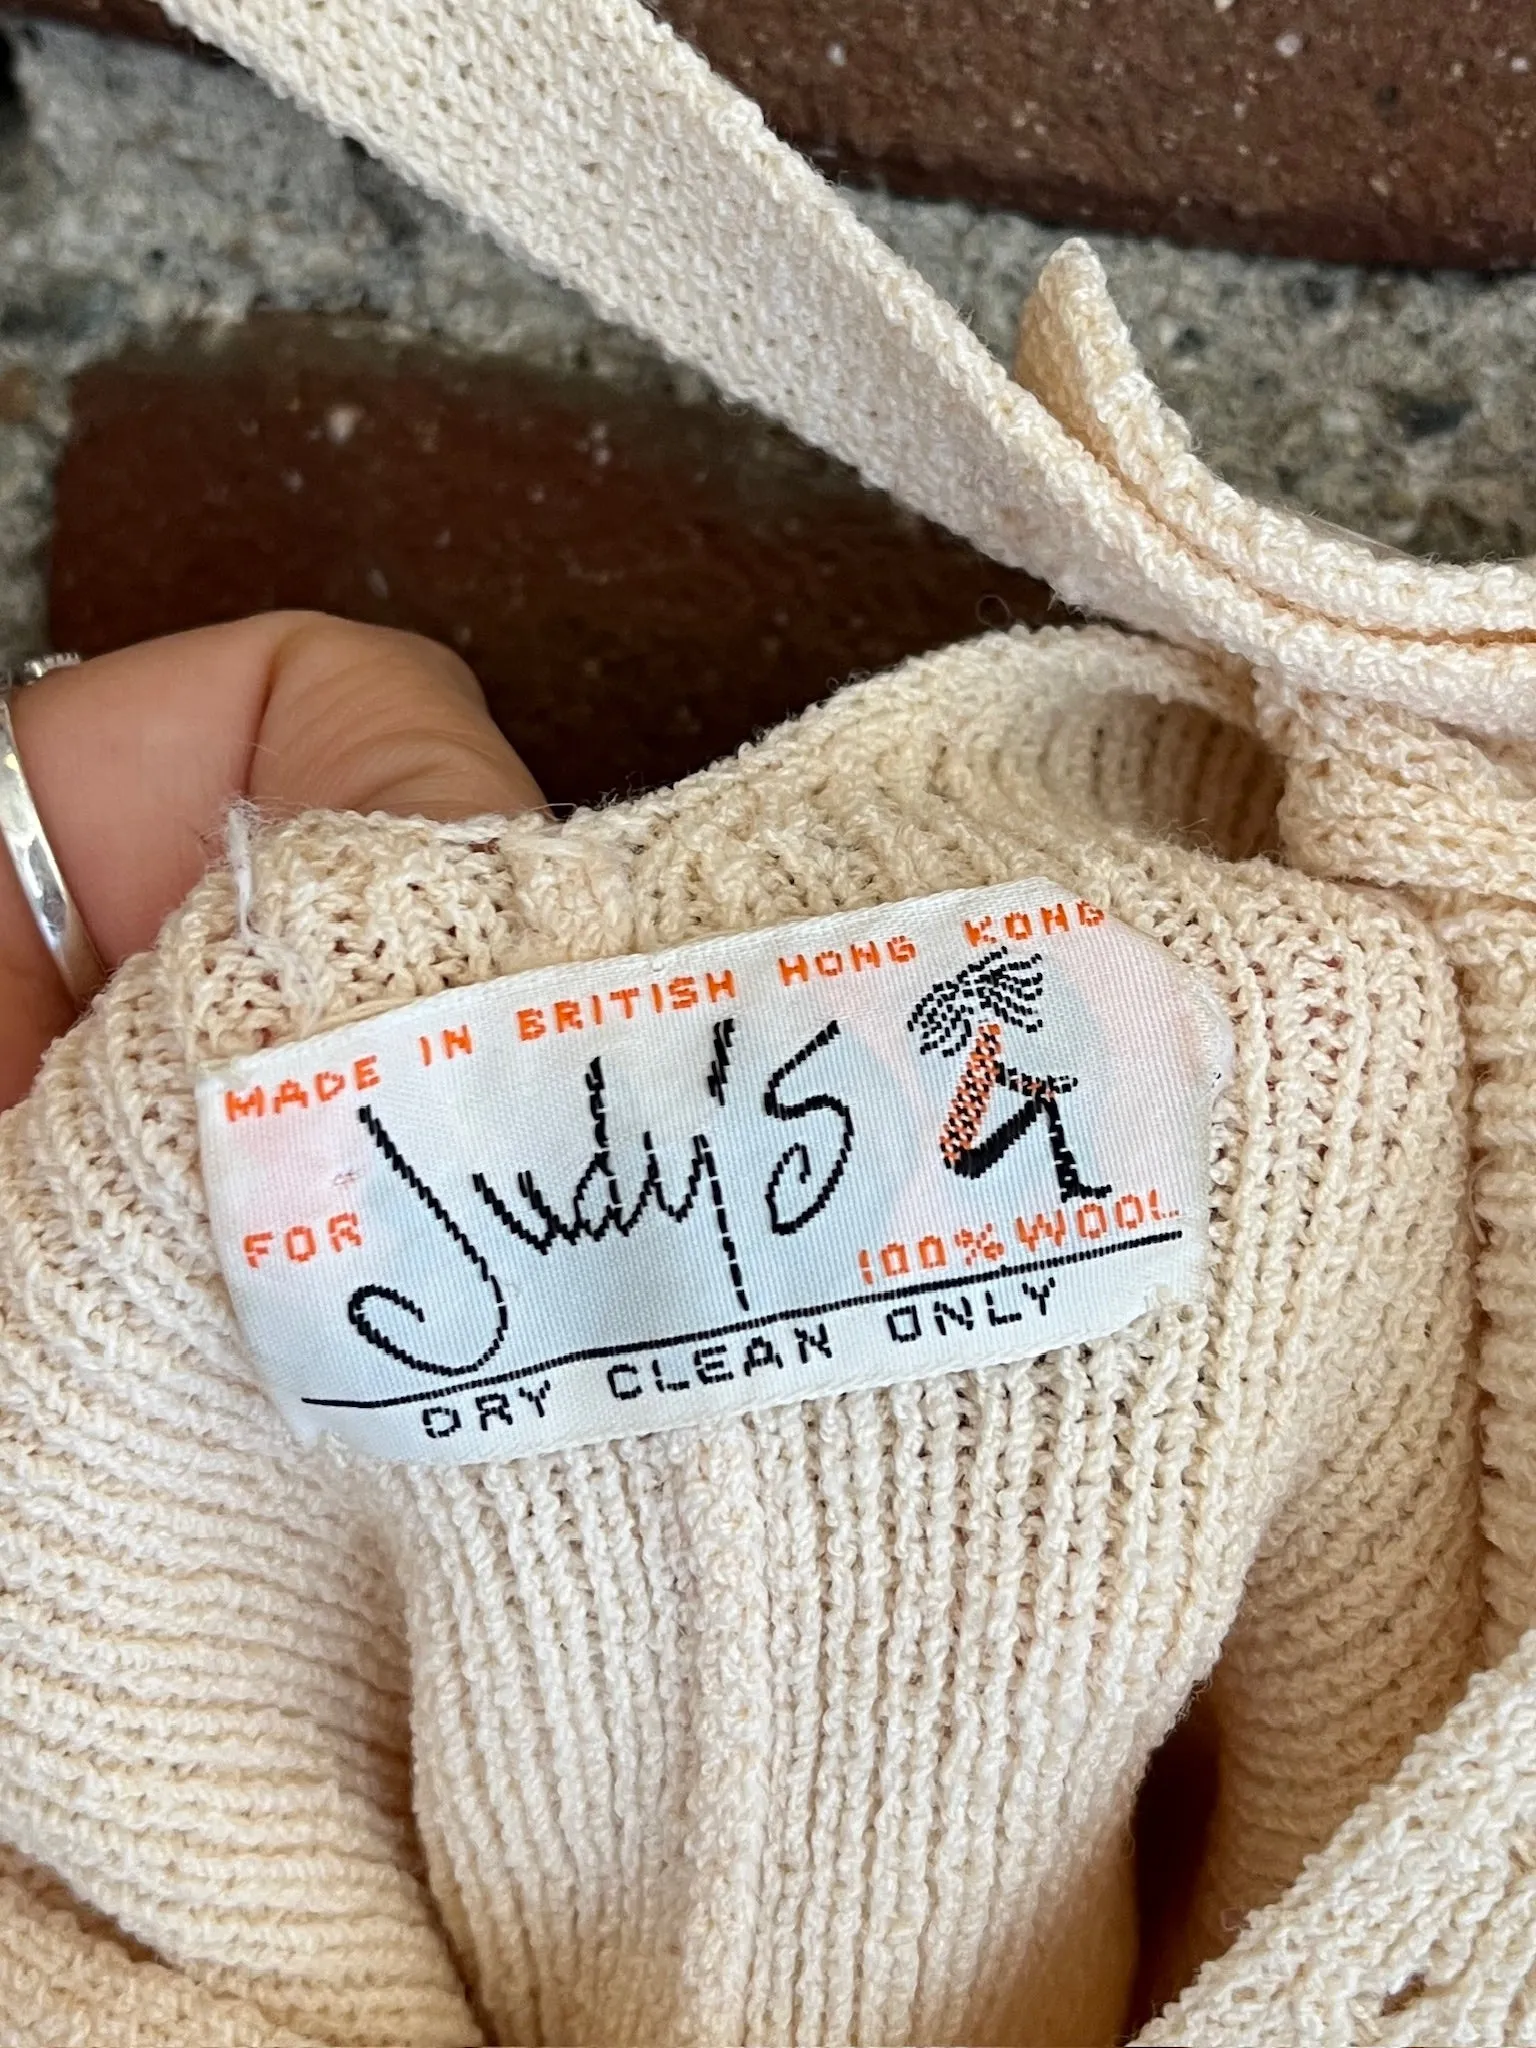 MADE IN BRITISH HONG KONG
FOR Judy's
100% WOOL
DRY CLEAN ONLY